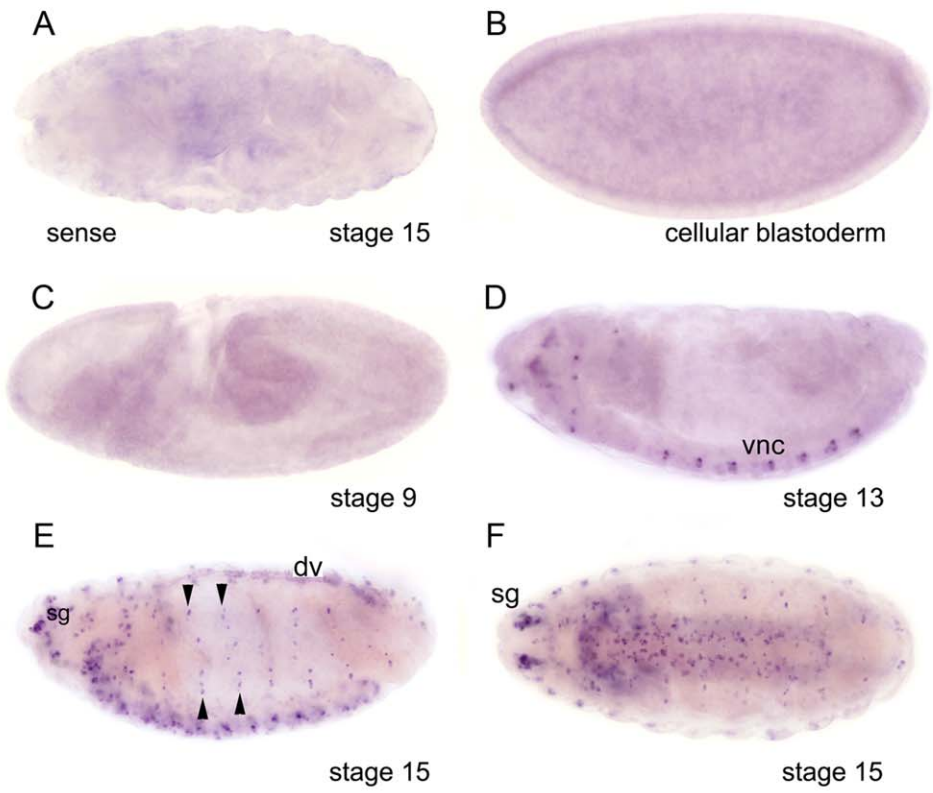 A
B
sense
stage 15
cellular blastoderm
C
D
stage 9
vnc
stage 13
E
F
dv
sg
sg
stage 15
stage 15